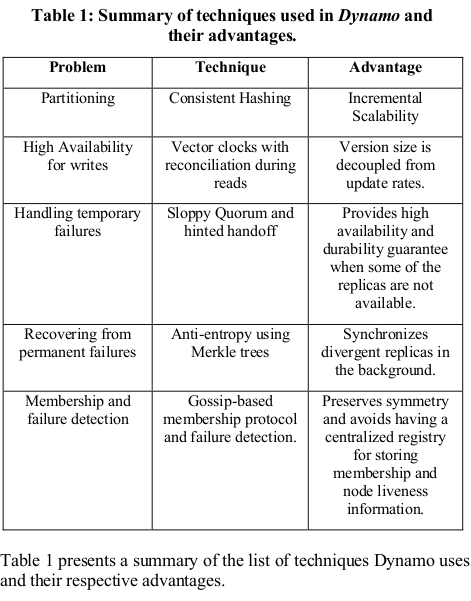 Table 1: Summary of techniques used in Dynamo and
their advantages.
Problem Technique Advantage
Partitioning Consistent Hashing Incremental
Scalability
High Availability
for writes
Vector clocks with
reconciliation during
reads
Version size is
decoupled from
update rates.
Handling temporary
failures
Sloppy Quorum and
hinted handoff
Provides high
availability and
durability guarantee
when some of the
replicas are not
available.
Recovering from
permanent failures
Anti-entropy using
Merkle trees
Synchronizes
divergent replicas in
the background.
Membership and
failure detection
Gossip-based
membership protocol
and failure detection.
Preserves symmetry
and avoids having a
centralized registry
for storing
membership and
node liveness
information.
Table 1 presents a summary of the list of techniques Dynamo uses
and their respective advantages.